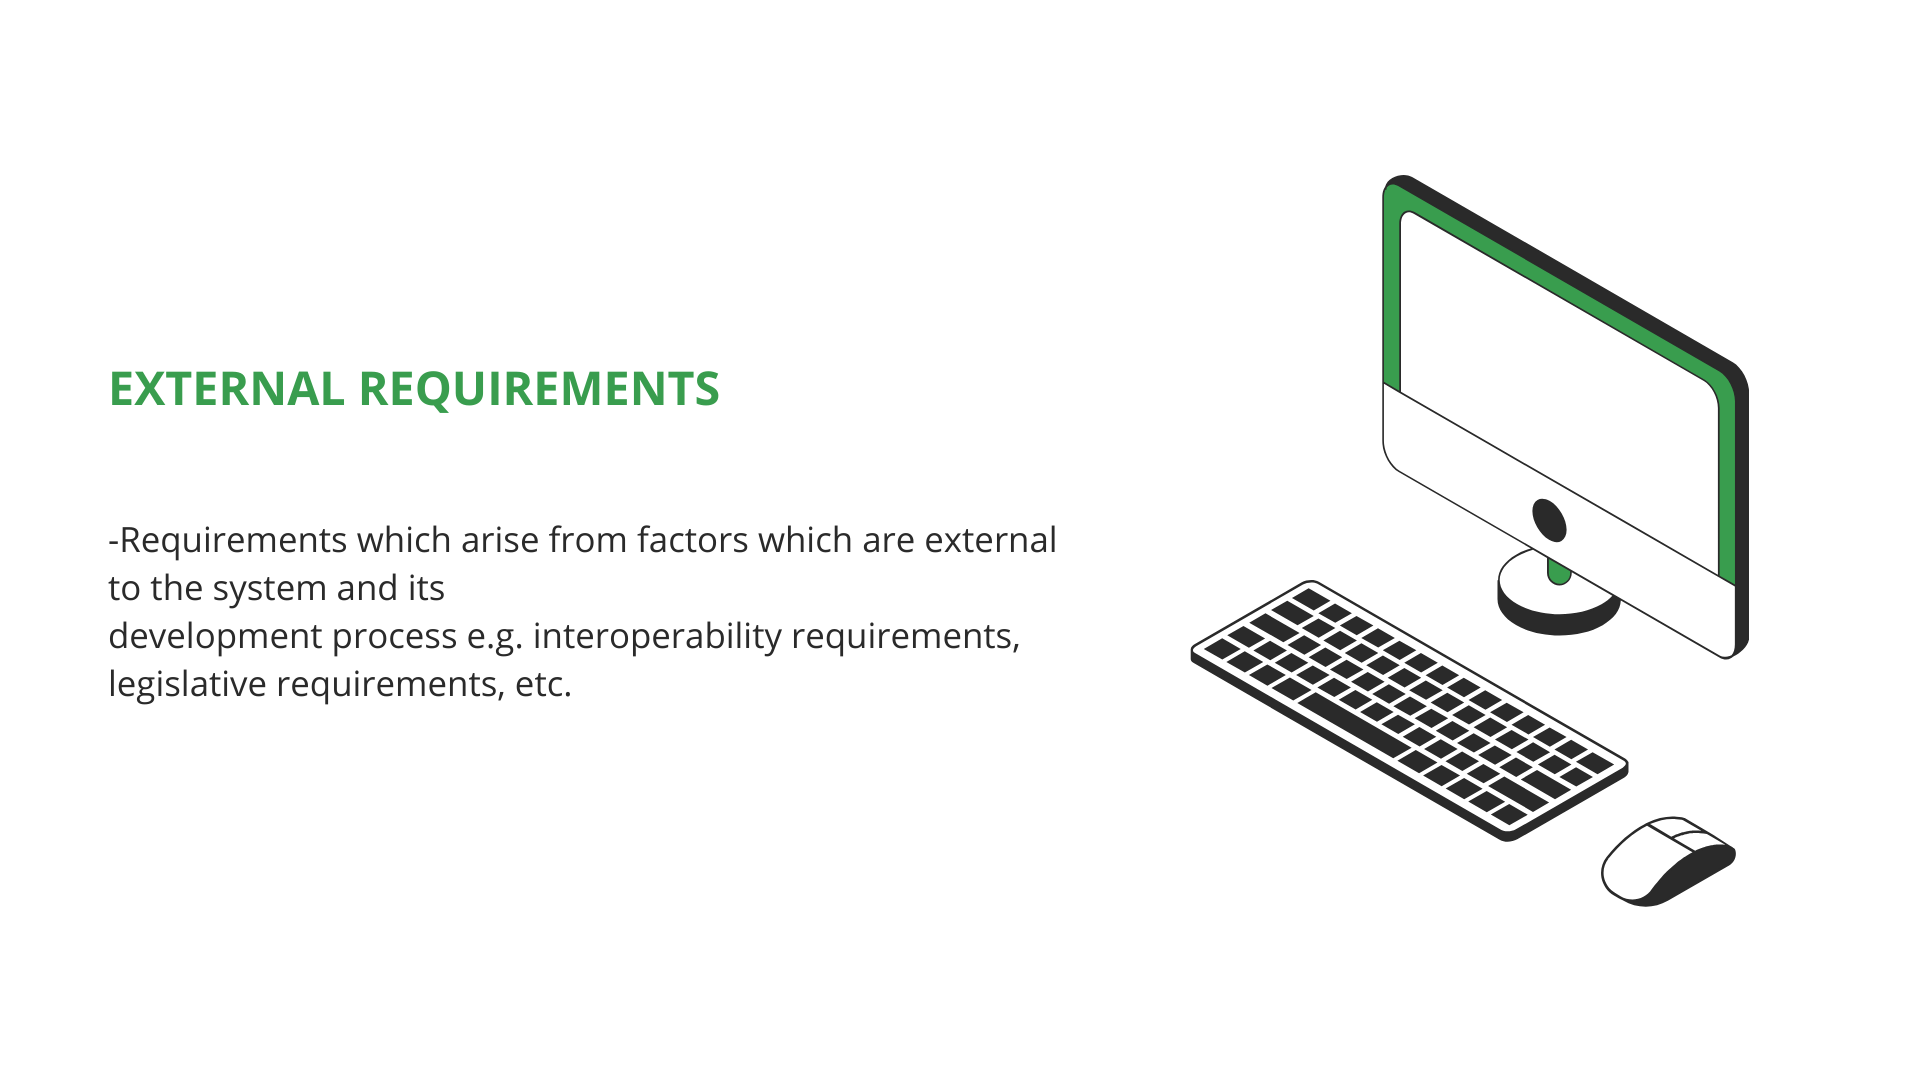 EXTERNAL REQUIREMENTS
-Requirements which arise from factors which are external
to the system and its
development process e.g. interoperability requirements,
legislative requirements, etc.